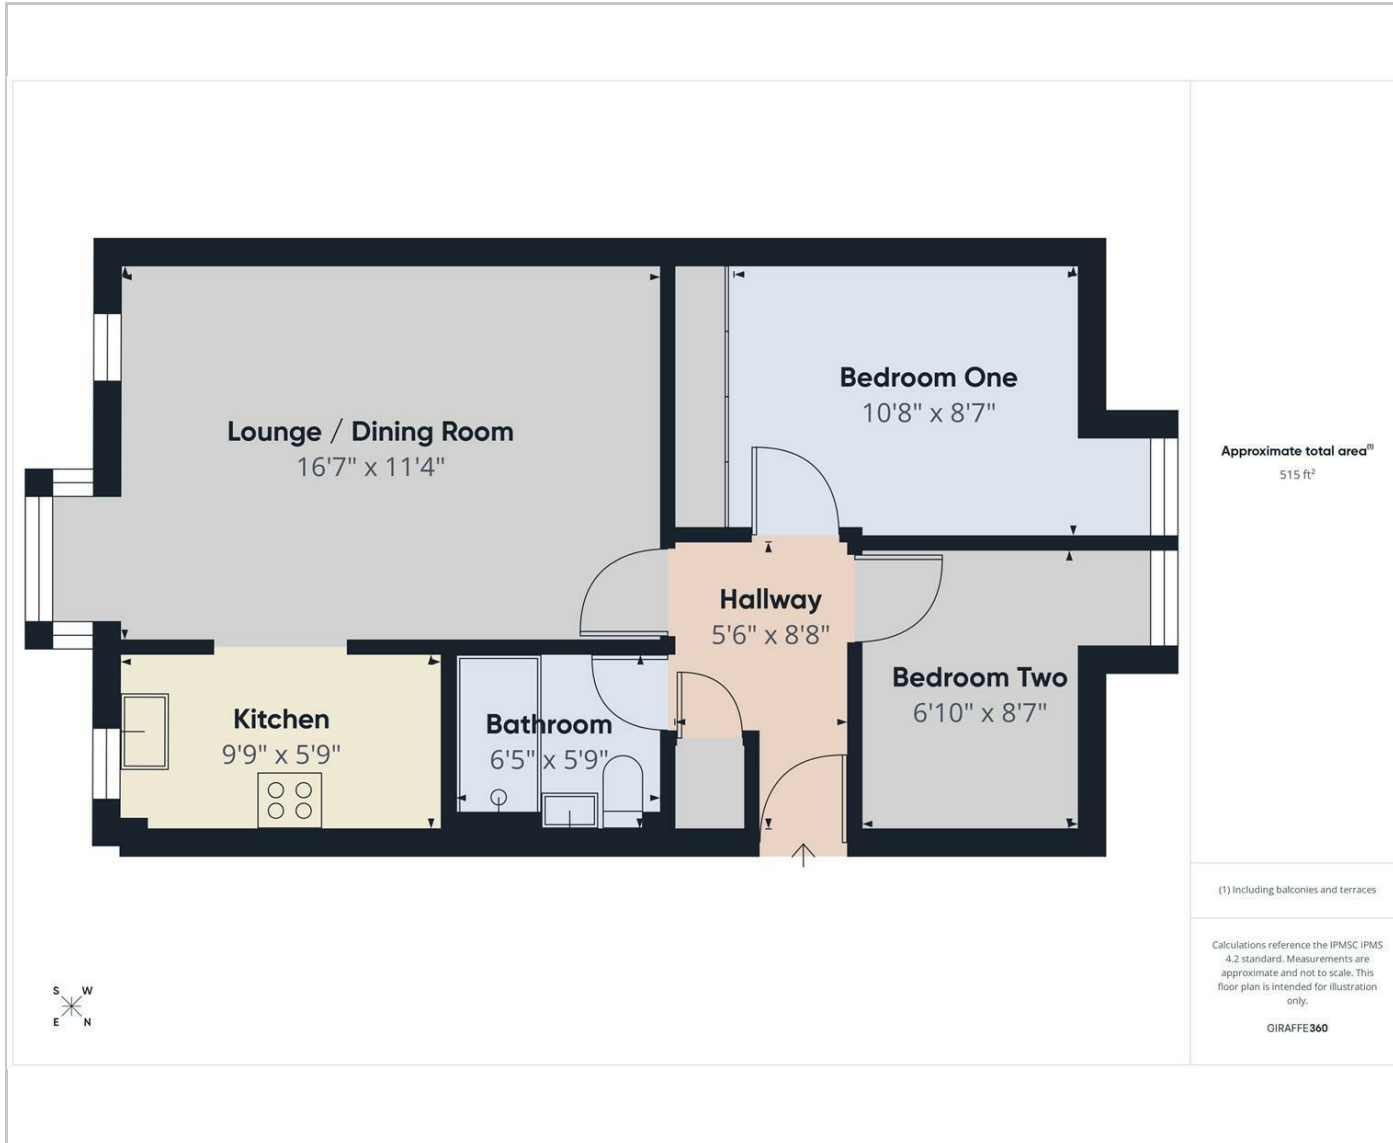 Lounge / Dining Room
16'7" x 11'4"
Bedroom One
10'8" x 8'7"
Hallway
5'6" x 8'8"
Bedroom Two
6'10" x 8'7"
Kitchen
9'9" x 5'9"
Bathroom
6'5" x 5'9"
Approximate total area⁽¹⁾
515 ft²
(1) Including balconies and terraces
Calculations reference the IPMSC IPMS
4.2 standard. Measurements are
approximate and not to scale. This
floor plan is intended for illustration
only.
GIRAFFE360
S W
E N